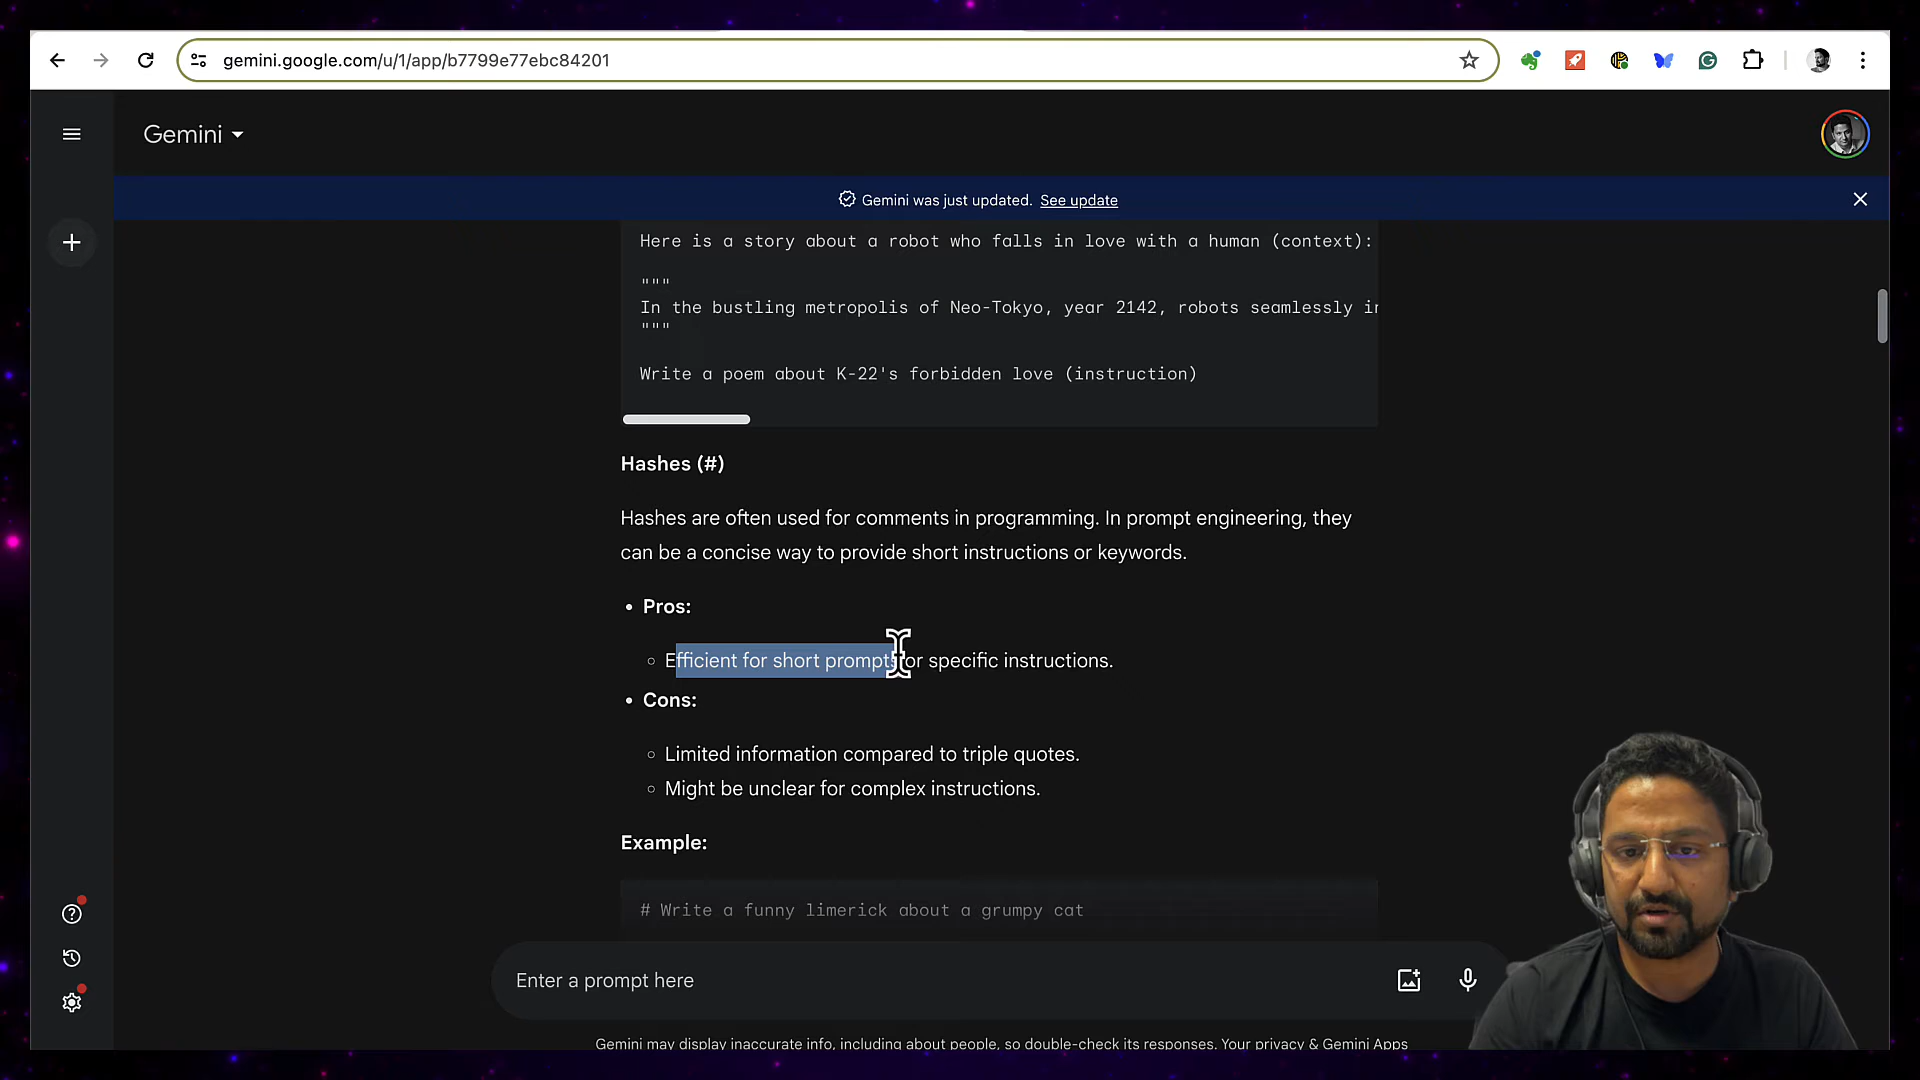 gemini.google.com/u/1/app/b7799e77ebc84201
Gemini
Gemini was just updated. See update
Here is a story about a robot who falls in love with a human (context):
"""
In the bustling metropolis of Neo-Tokyo, year 2142, robots seamlessly
"""
Write a poem about K-22's forbidden love (instruction)
Hashes (#)
Hashes are often used for comments in programming. In prompt engineering, they
can be a concise way to provide short instructions or keywords.
• Pros:
○ Efficient for short prompts or specific instructions.
• Cons:
○ Limited information compared to triple quotes.
○ Might be unclear for complex instructions.
Example:
# Write a funny limerick about a grumpy cat
Enter a prompt here
Gemini may display inaccurate info, including about people, so double-check its responses. Your privacy & Gemini Apps